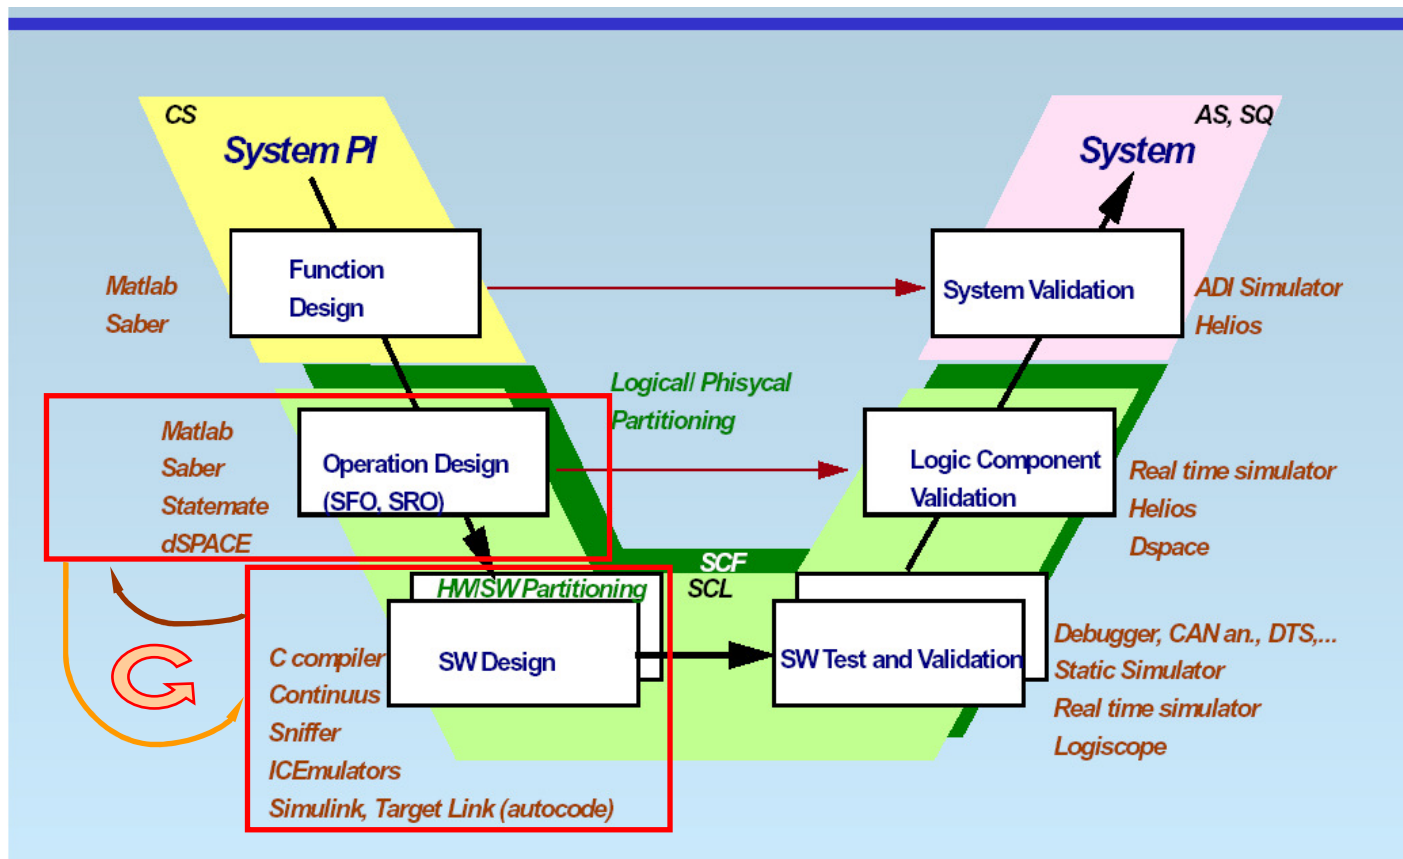 CS
System PI
AS, SQ
System
Function
Design
Matlab
Saber
System Validation
ADI Simulator
Helios
Logical/ Phisycal
Partitioning
Matlab
Saber
Statemate
dSPACE
Operation Design
(SFO, SRO)
Logic Component
Validation
Real time simulator
Helios
Dspace
SCF
SCL
HW/SW Partitioning
SW Design
C compiler
Continuus
Sniffer
ICEmulators
Simulink, Target Link (autocode)
SW Test and Validation
Debugger, CAN an., DTS,...
Static Simulator
Real time simulator
Logiscope